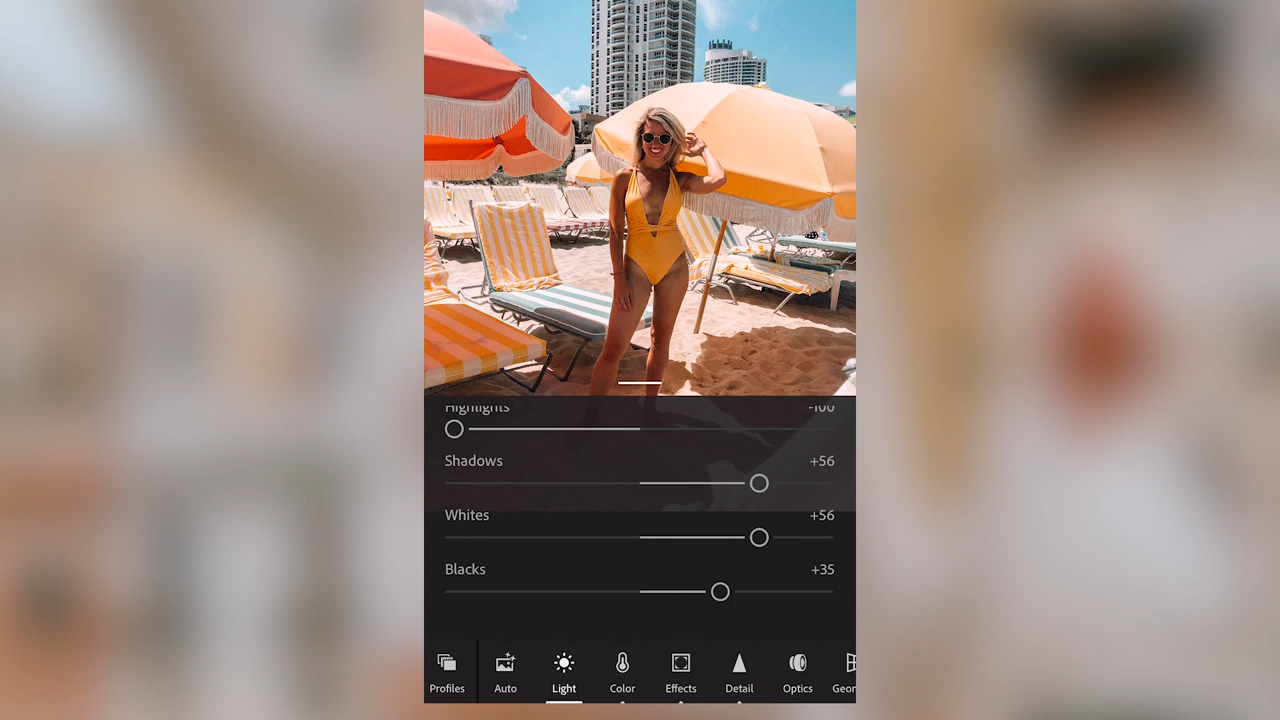 Highlights -100
Shadows +56
Whites +56
Blacks +35
Profiles Auto Light Color Effects Detail Optics